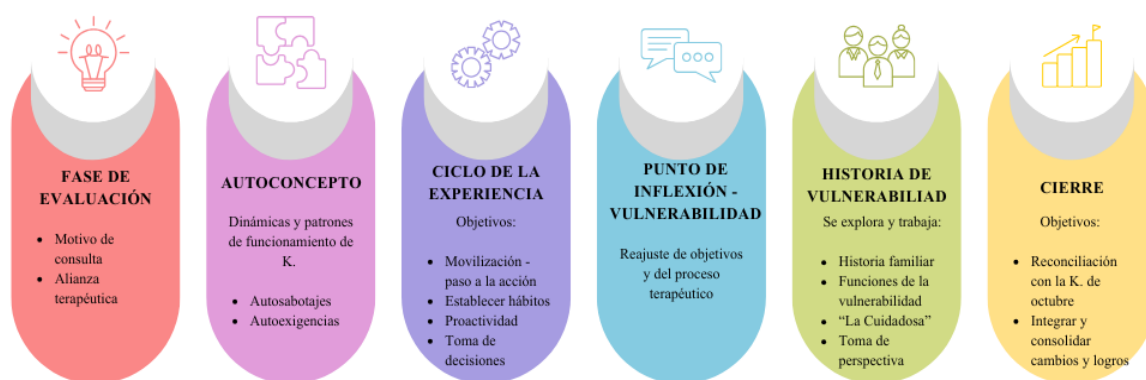 FASE DE
EVALUACIÓN
• Motivo de
consulta
• Alianza
terapéutica
AUTOCONCEPTO
Dinámicas y patrones
de funcionamiento de
K.
• Autosabotajes
• Autoexigencias
CICLO DE LA
EXPERIENCIA
Objetivos:
• Movilización -
paso a la acción
• Establecer hábitos
• Proactividad
• Toma de
decisiones
PUNTO DE
INFLEXIÓN -
VULNERABILIDAD
Reajuste de objetivos
y del proceso
terapéutico
HISTORIA DE
VULNERABILIAD
Se explora y trabaja:
• Historia familiar
• Funciones de la
vulnerabilidad
• “La Cuidadosa”
• Toma de
perspectiva
CIERRE
Objetivos:
• Reconciliación
con la K. de
octubre
• Integrar y
consolidar
cambios y logros